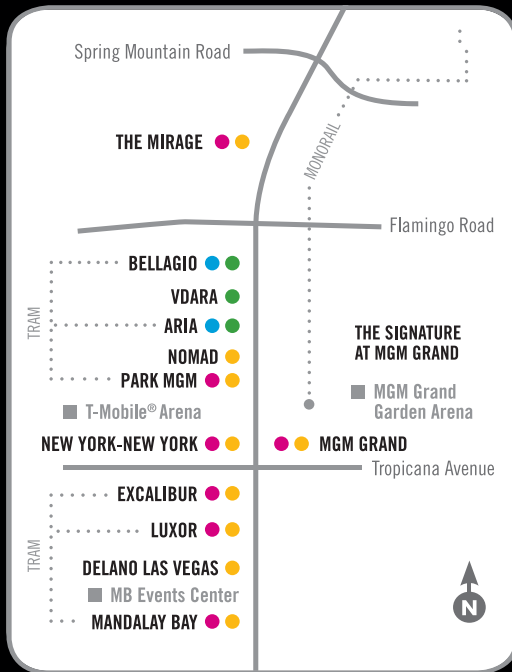 Spring Mountain Road
THE MIRAGE
MONORAIL
Flamingo Road
BELLAGIO
VDARA
TRAM
ARIA
THE SIGNATURE
AT MGM GRAND
NOMAD
PARK MGM
MGM Grand
Garden Arena
T-Mobile® Arena
NEW YORK-NEW YORK
MGM GRAND
Tropicana Avenue
EXCALIBUR
LUXOR
TRAM
DELANO LAS VEGAS
MB Events Center
MANDALAY BAY
N